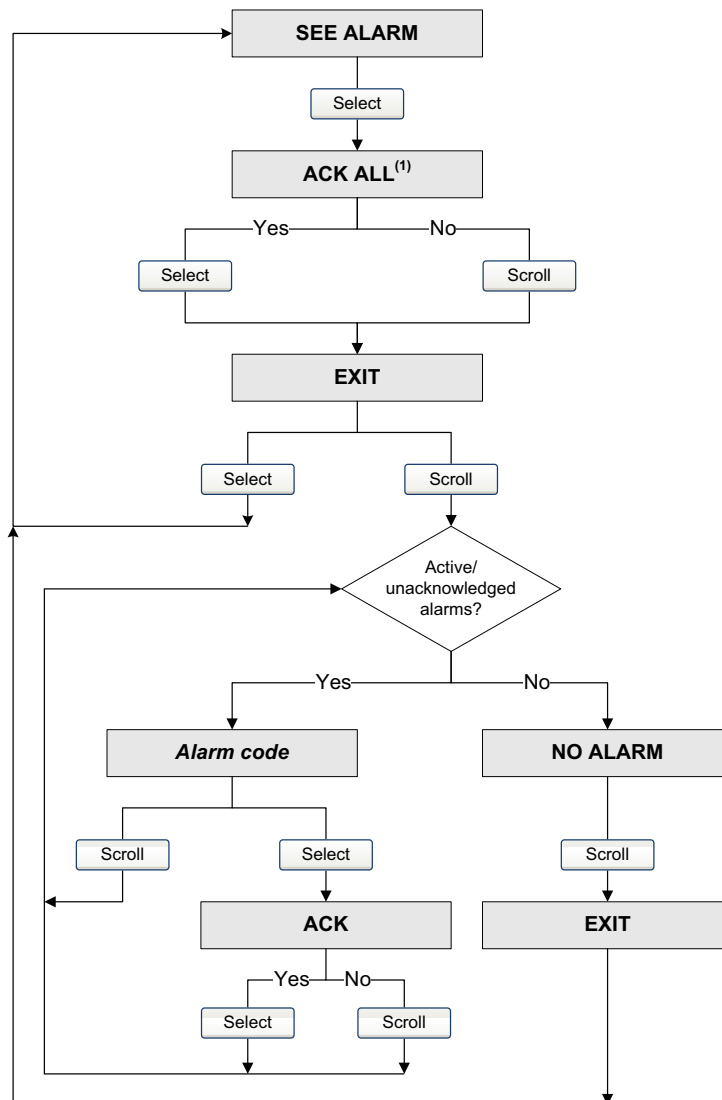 SEE ALARM
Select
ACK ALL(1)
Yes No
Select Scroll
EXIT
Select Scroll
Active/
unacknowledged
alarms?
Yes No
Alarm code NO ALARM
Scroll Select Scroll
ACK EXIT
Yes No
Select Scroll